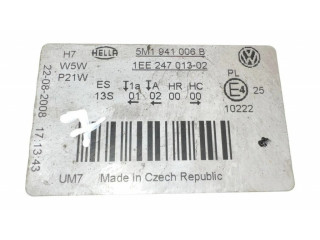 H7 HELLA 5M1 941 006 B
W5W 1EE 247 013-02
P21W
ES 1a A HR HC PL
13S 01 02 00 00 E4 25
10222
22-08-2008 17:13:43
7
UM7 Made in Czech Republic